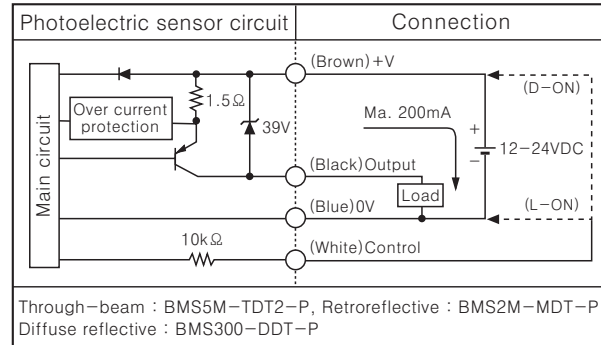 Photoelectric sensor circuit
Connection
(Brown)+V
(D-ON)
1.5Ω
Over current
protection
39V
Ma. 200mA
+
12-24VDC
-
Main circuit
(Black)Output
Load
(Blue)0V
(L-ON)
10kΩ
(White)Control
Through-beam : BMS5M-TDT2-P, Retroreflective : BMS2M-MDT-P
Diffuse reflective : BMS300-DDT-P